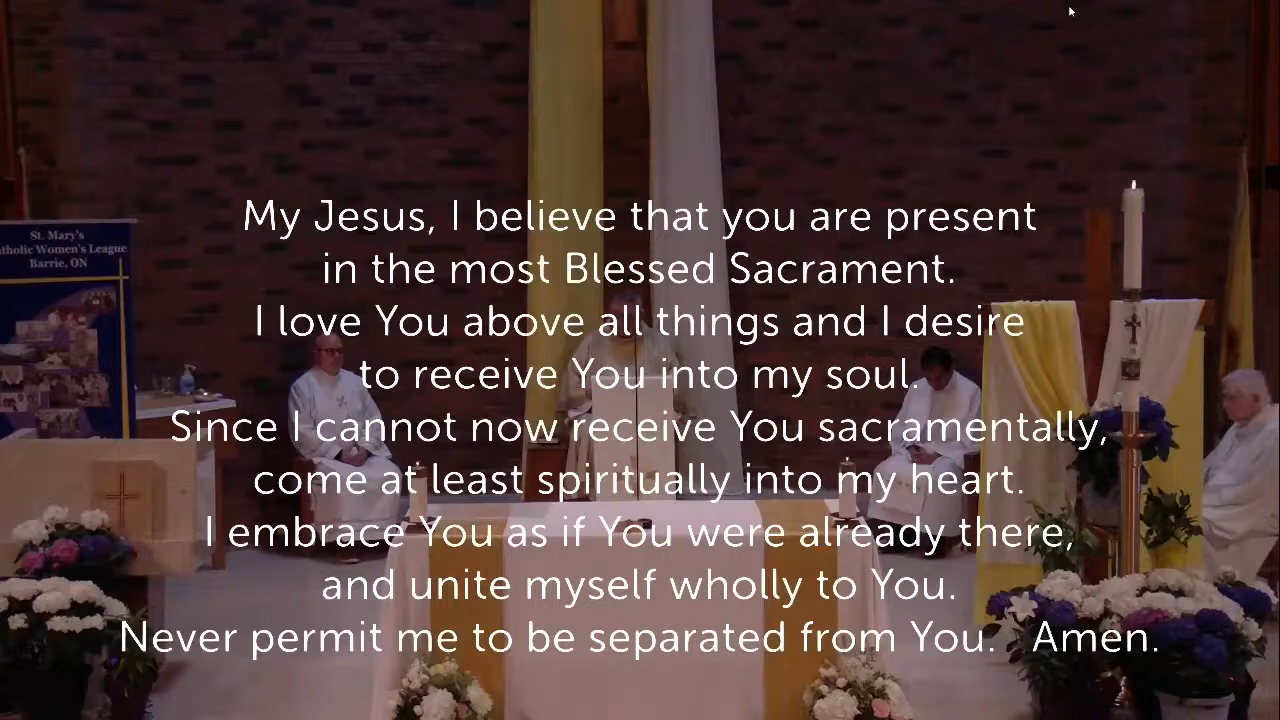 St. Mary's
atholic Women's League
Barrie, ON
My Jesus, I believe that you are present
in the most Blessed Sacrament.
I love You above all things and I desire
to receive You into my soul.
Since I cannot now receive You sacramentally,
come at least spiritually into my heart.
I embrace You as if You were already there,
and unite myself wholly to You.
Never permit me to be separated from You. Amen.